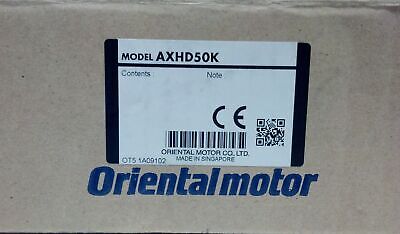 MODEL AXHD50K
Contents Note
CE
ORIENTAL MOTOR CO., LTD.
MADE IN SINGAPORE
OT5 1A09102
Orientalmotor